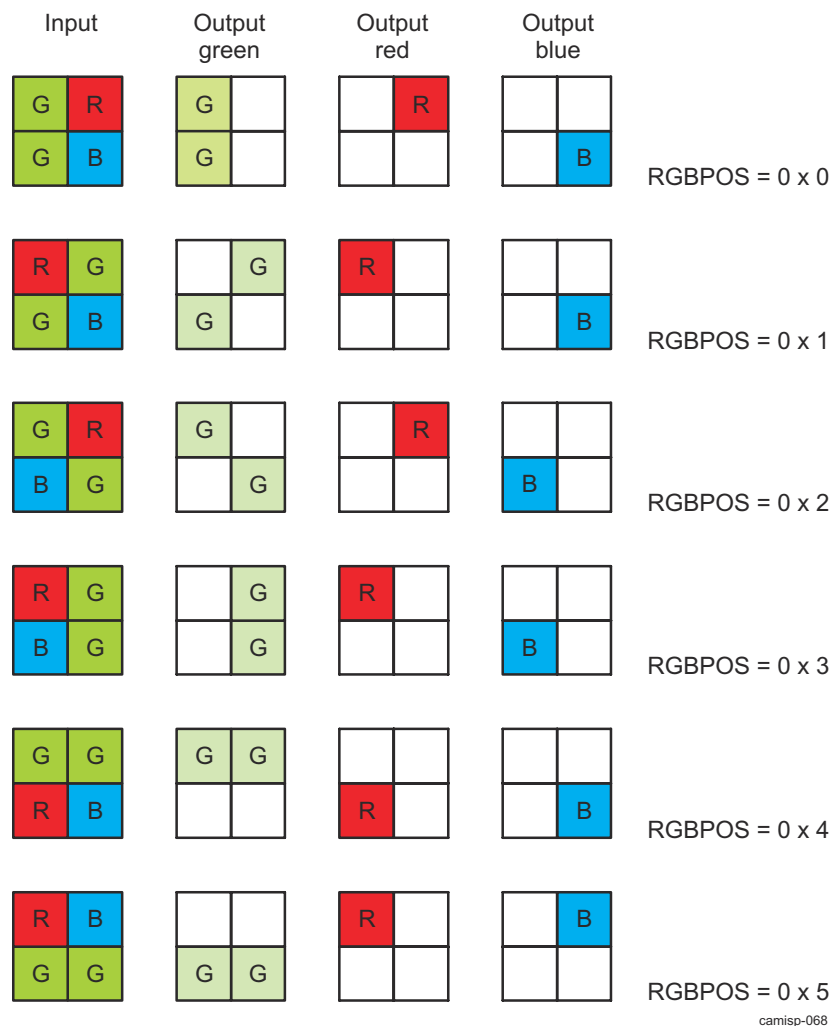 Input Output green Output red Output blue
G R G R
G B G B
RGBPOS = 0 x 0
R G G R
G B G B
RGBPOS = 0 x 1
G R G R
B G G B
RGBPOS = 0 x 2
R G G R
B G G B
RGBPOS = 0 x 3
G G G G
R B R B
RGBPOS = 0 x 4
R B R B
G G G G
RGBPOS = 0 x 5
camisp-068